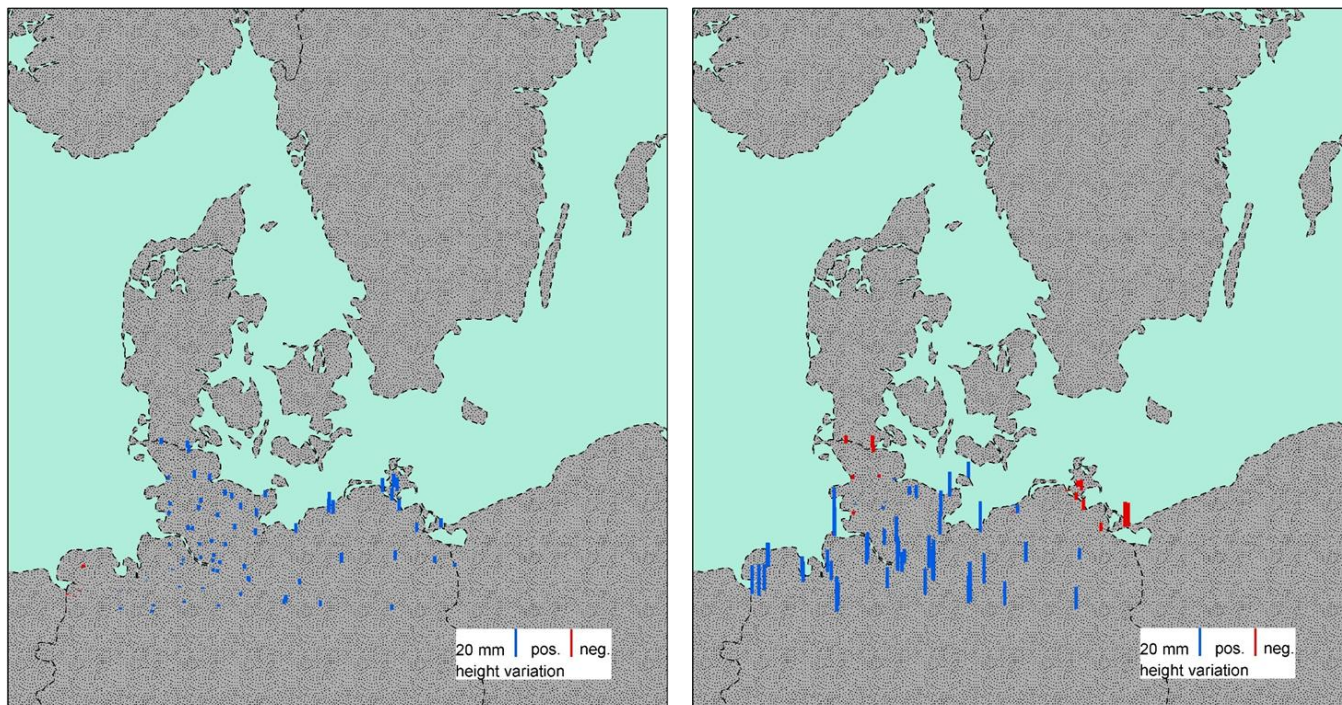 20 mm pos. neg.
height variation
20 mm pos. neg.
height variation